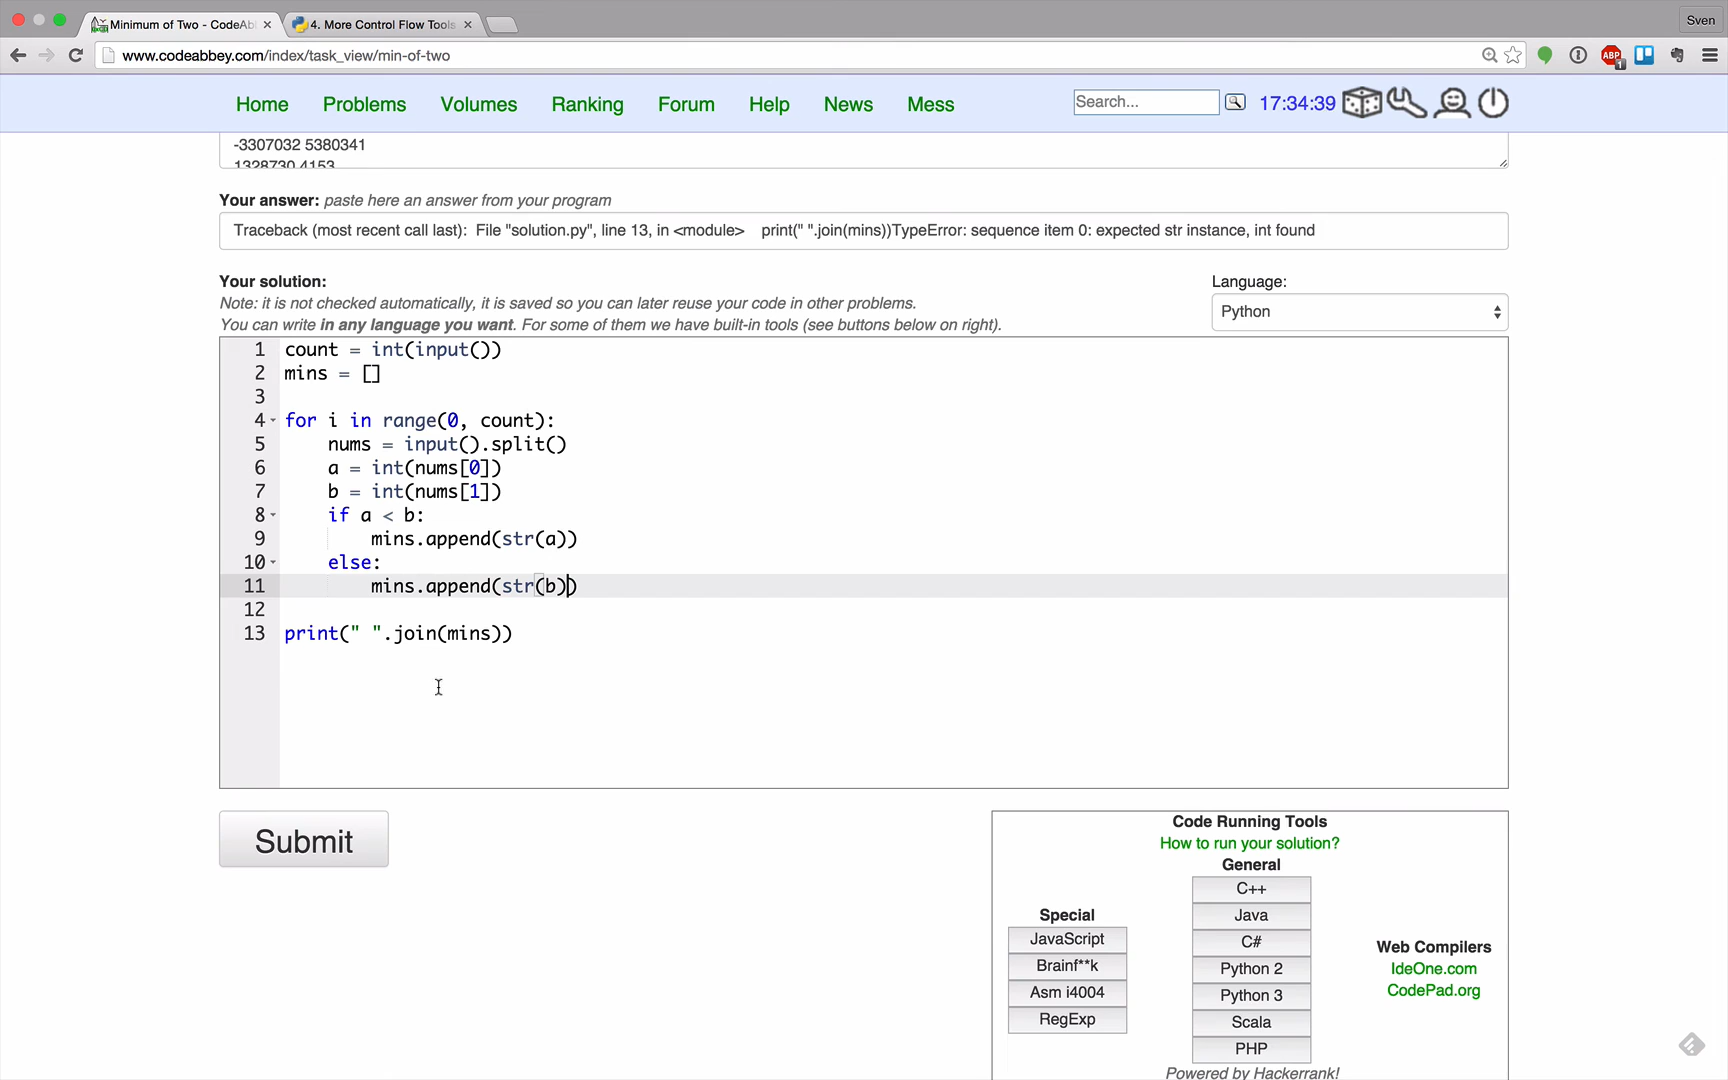 Sven
Minimum of Two - CodeAb
4. More Control Flow Tools
www.codeabbey.com/index/task_view/min-of-two
ABP
1
Home Problems Volumes Ranking Forum Help News Mess
Search...
17:34:39
-3307032 5380341
1328730 4153
Your answer: paste here an answer from your program
Traceback (most recent call last): File "solution.py", line 13, in <module> print(" ".join(mins))TypeError: sequence item 0: expected str instance, int found
Your solution:
Note: it is not checked automatically, it is saved so you can later reuse your code in other problems.
You can write in any language you want. For some of them we have built-in tools (see buttons below on right).
Language:
Python
1 count = int(input())
2 mins = []
3
4 for i in range(0, count):
5     nums = input().split()
6     a = int(nums[0])
7     b = int(nums[1])
8     if a < b:
9         mins.append(str(a))
10     else:
11         mins.append(str(b))
12
13 print(" ".join(mins))
Submit
Code Running Tools
How to run your solution?
General
C++
Java
C#
Python 2
Python 3
Scala
PHP
Special
JavaScript
Brainf**k
Asm i4004
RegExp
Web Compilers
IdeOne.com
CodePad.org
Powered by Hackerrank!